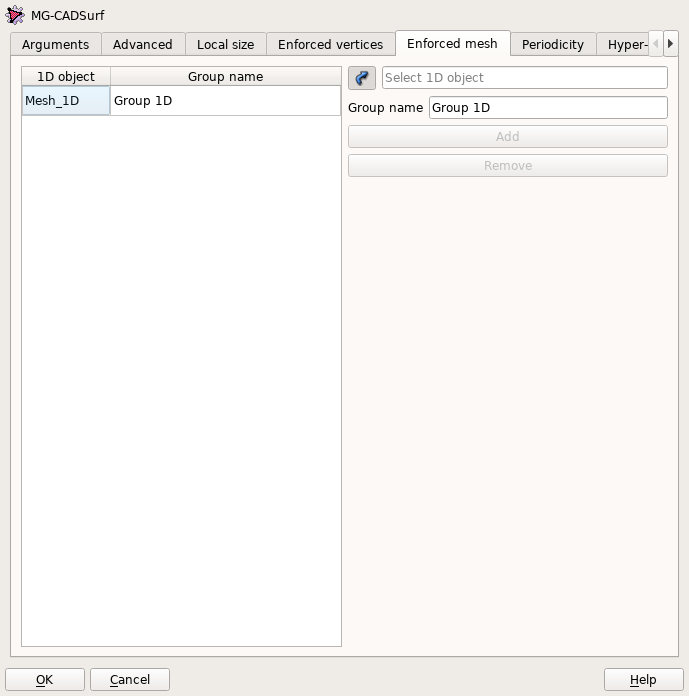 MG-CADSurf
Arguments Advanced Local size Enforced vertices Enforced mesh Periodicity Hyper-
1D object Group name
Mesh_1D Group 1D
Select 1D object
Group name Group 1D
Add
Remove
OK Cancel Help